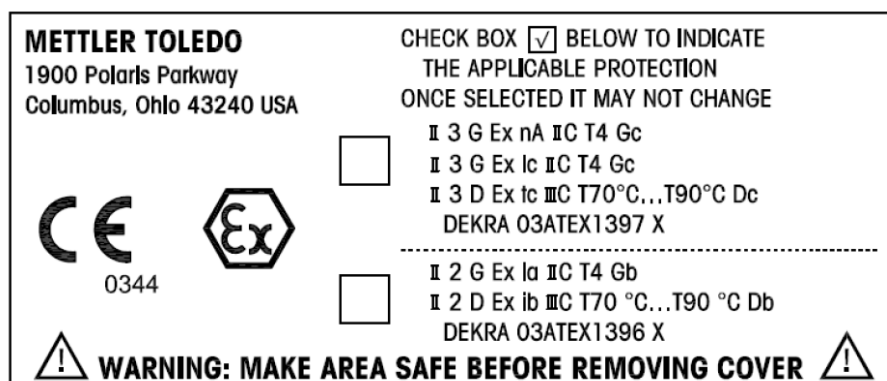 METTLER TOLEDO
1900 Polaris Parkway
Columbus, Ohio 43240 USA
CE
0344
Ex
CHECK BOX √ BELOW TO INDICATE
THE APPLICABLE PROTECTION
ONCE SELECTED IT MAY NOT CHANGE
II 3 G Ex nA IIC T4 Gc
II 3 G Ex Ic IIC T4 Gc
II 3 D Ex tc IIIC T70°C...T90°C Dc
DEKRA 03ATEX1397 X
II 2 G Ex Ia IIC T4 Gb
II 2 D Ex ib IIIC T70 °C...T90 °C Db
DEKRA 03ATEX1396 X
WARNING: MAKE AREA SAFE BEFORE REMOVING COVER